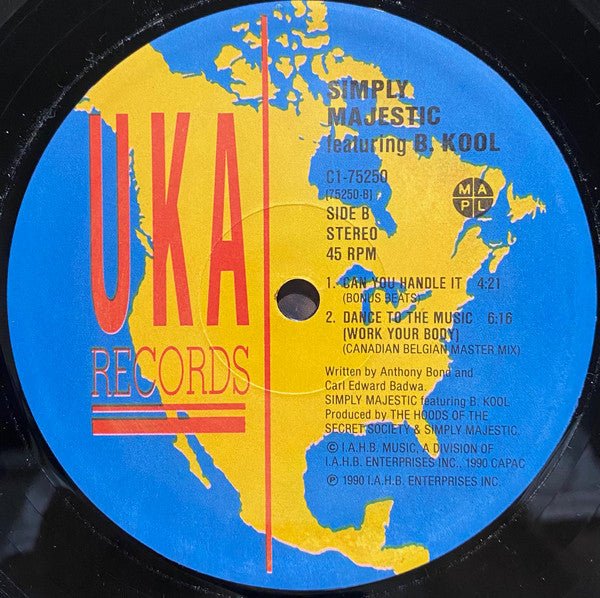 UKA
RECORDS
SIMPLY
MAJESTIC
featuring B. KOOL
C1-75250
(75250-B)
SIDE B
STEREO
45 RPM
M A
P L
1. CAN YOU HANDLE IT 4:21
(BONUS BEATS)
2. DANCE TO THE MUSIC 6:16
(WORK YOUR BODY)
(CANADIAN BELGIAN MASTER MIX)
Written by Anthony Bond and
Carl Edward Badwa.
SIMPLY MAJESTIC featuring B. KOOL
Produced by THE HOODS OF THE
SECRET SOCIETY & SIMPLY MAJESTIC.
© I.A.H.B. MUSIC, A DIVISION OF
I.A.H.B. ENTERPRISES INC., 1990 CAPAC
℗ 1990 I.A.H.B. ENTERPRISES INC.